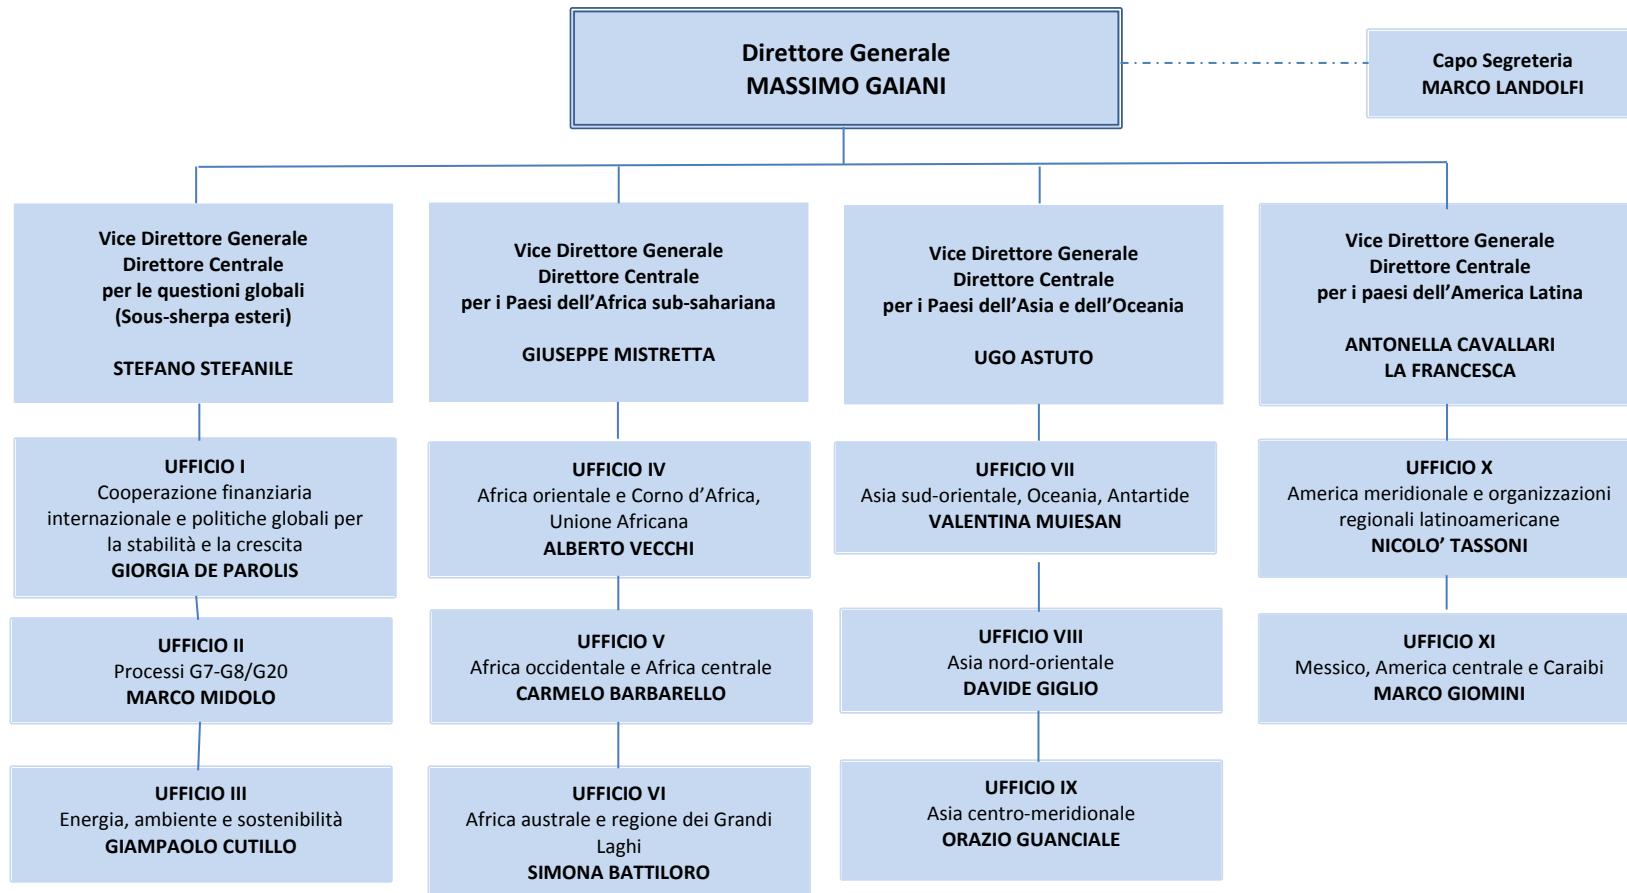 Direttore Generale
MASSIMO GAIANI
Capo Segreteria
MARCO LANDOLFI
Vice Direttore Generale
Direttore Centrale
per le questioni globali
(Sous-sherpa esteri)
STEFANO STEFANILE
Vice Direttore Generale
Direttore Centrale
per i Paesi dell’Africa sub-sahariana
GIUSEPPE MISTRETTA
Vice Direttore Generale
Direttore Centrale
per i Paesi dell’Asia e dell’Oceania
UGO ASTUTO
Vice Direttore Generale
Direttore Centrale
per i paesi dell’America Latina
ANTONELLA CAVALLARI
LA FRANCESCA
UFFICIO I
Cooperazione finanziaria
internazionale e politiche globali per
la stabilità e la crescita
GIORGIA DE PAROLIS
UFFICIO IV
Africa orientale e Corno d’Africa,
Unione Africana
ALBERTO VECCHI
UFFICIO VII
Asia sud-orientale, Oceania, Antartide
VALENTINA MUIESAN
UFFICIO X
America meridionale e organizzazioni
regionali latinoamericane
NICOLO’ TASSONI
UFFICIO II
Processi G7-G8/G20
MARCO MIDOLO
UFFICIO V
Africa occidentale e Africa centrale
CARMELO BARBARELLO
UFFICIO VIII
Asia nord-orientale
DAVIDE GIGLIO
UFFICIO XI
Messico, America centrale e Caraibi
MARCO GIOMINI
UFFICIO III
Energia, ambiente e sostenibilità
GIAMPAOLO CUTILLO
UFFICIO VI
Africa australe e regione dei Grandi
Laghi
SIMONA BATTILORO
UFFICIO IX
Asia centro-meridionale
ORAZIO GUANCIALE